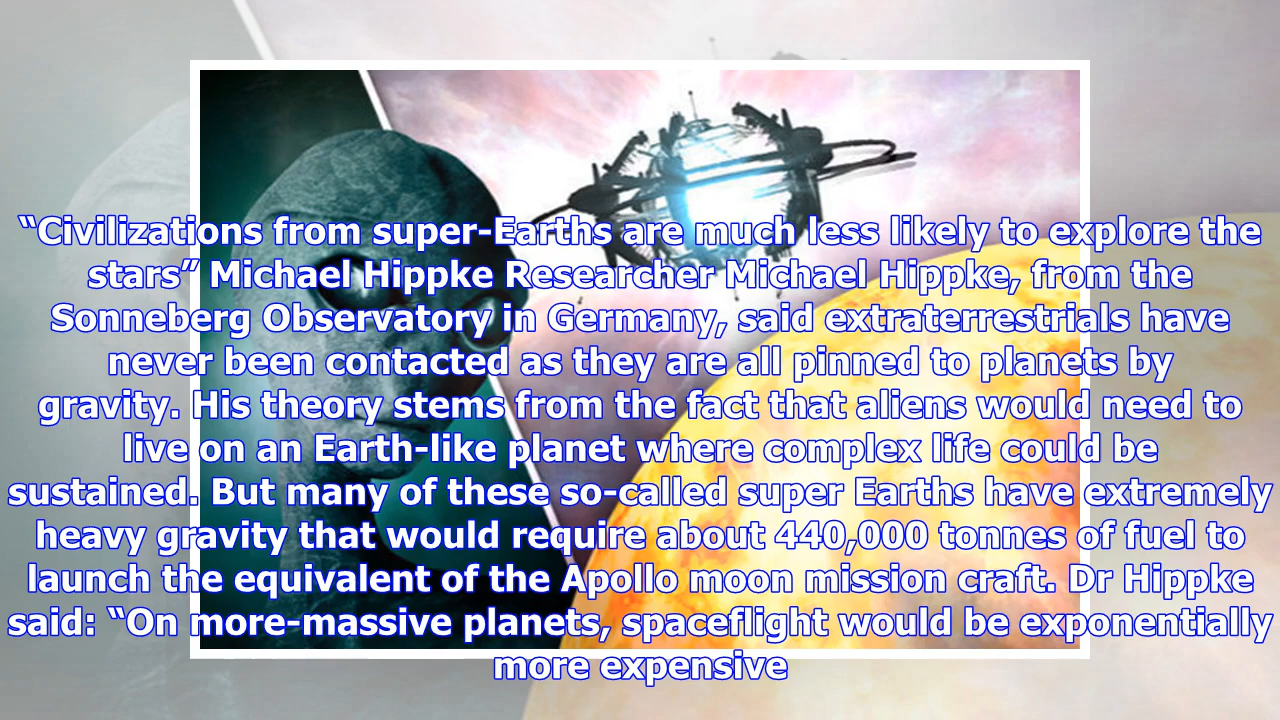 “Civilizations from super-Earths are much less likely to explore the
stars” Michael Hippke Researcher Michael Hippke, from the
Sonneberg Observatory in Germany, said extraterrestrials have
never been contacted as they are all pinned to planets by
gravity. His theory stems from the fact that aliens would need to
live on an Earth-like planet where complex life could be
sustained. But many of these so-called super Earths have extremely
heavy gravity that would require about 440,000 tonnes of fuel to
launch the equivalent of the Apollo moon mission craft. Dr Hippke
said: “On more-massive planets, spaceflight would be exponentially
more expensive